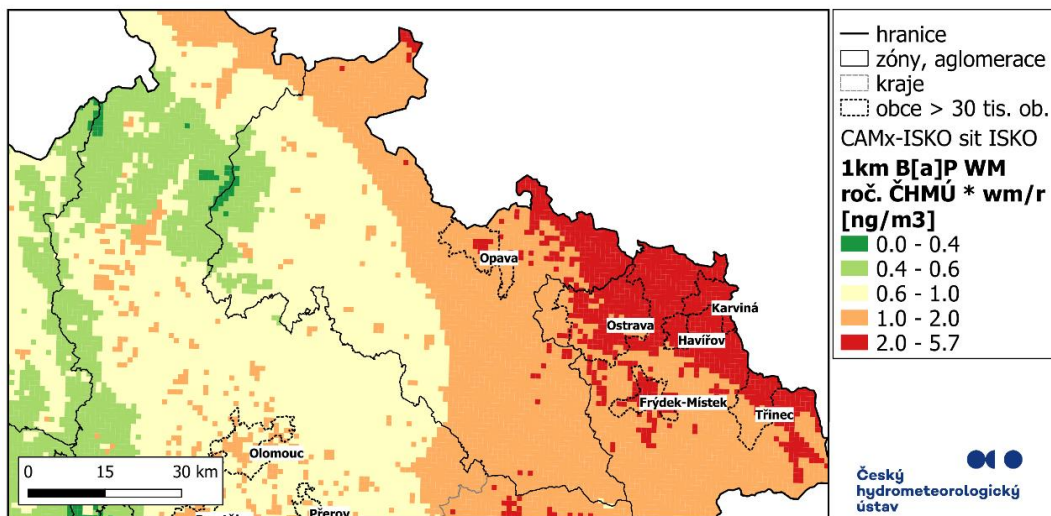 hranice
zóny, aglomerace
kraje
obce > 30 tis. ob.
CAMx-ISKO sit ISKO
1km B[a]P WM
roč. ČHMÚ * wm/r
[ng/m3]
0.0 - 0.4
0.4 - 0.6
0.6 - 1.0
1.0 - 2.0
2.0 - 5.7
Opava
Karviná
Ostrava
Havířov
Frýdek-Místek
Třinec
Olomouc
Přerov
0 15 30 km
Český
hydrometeorologický
ústav